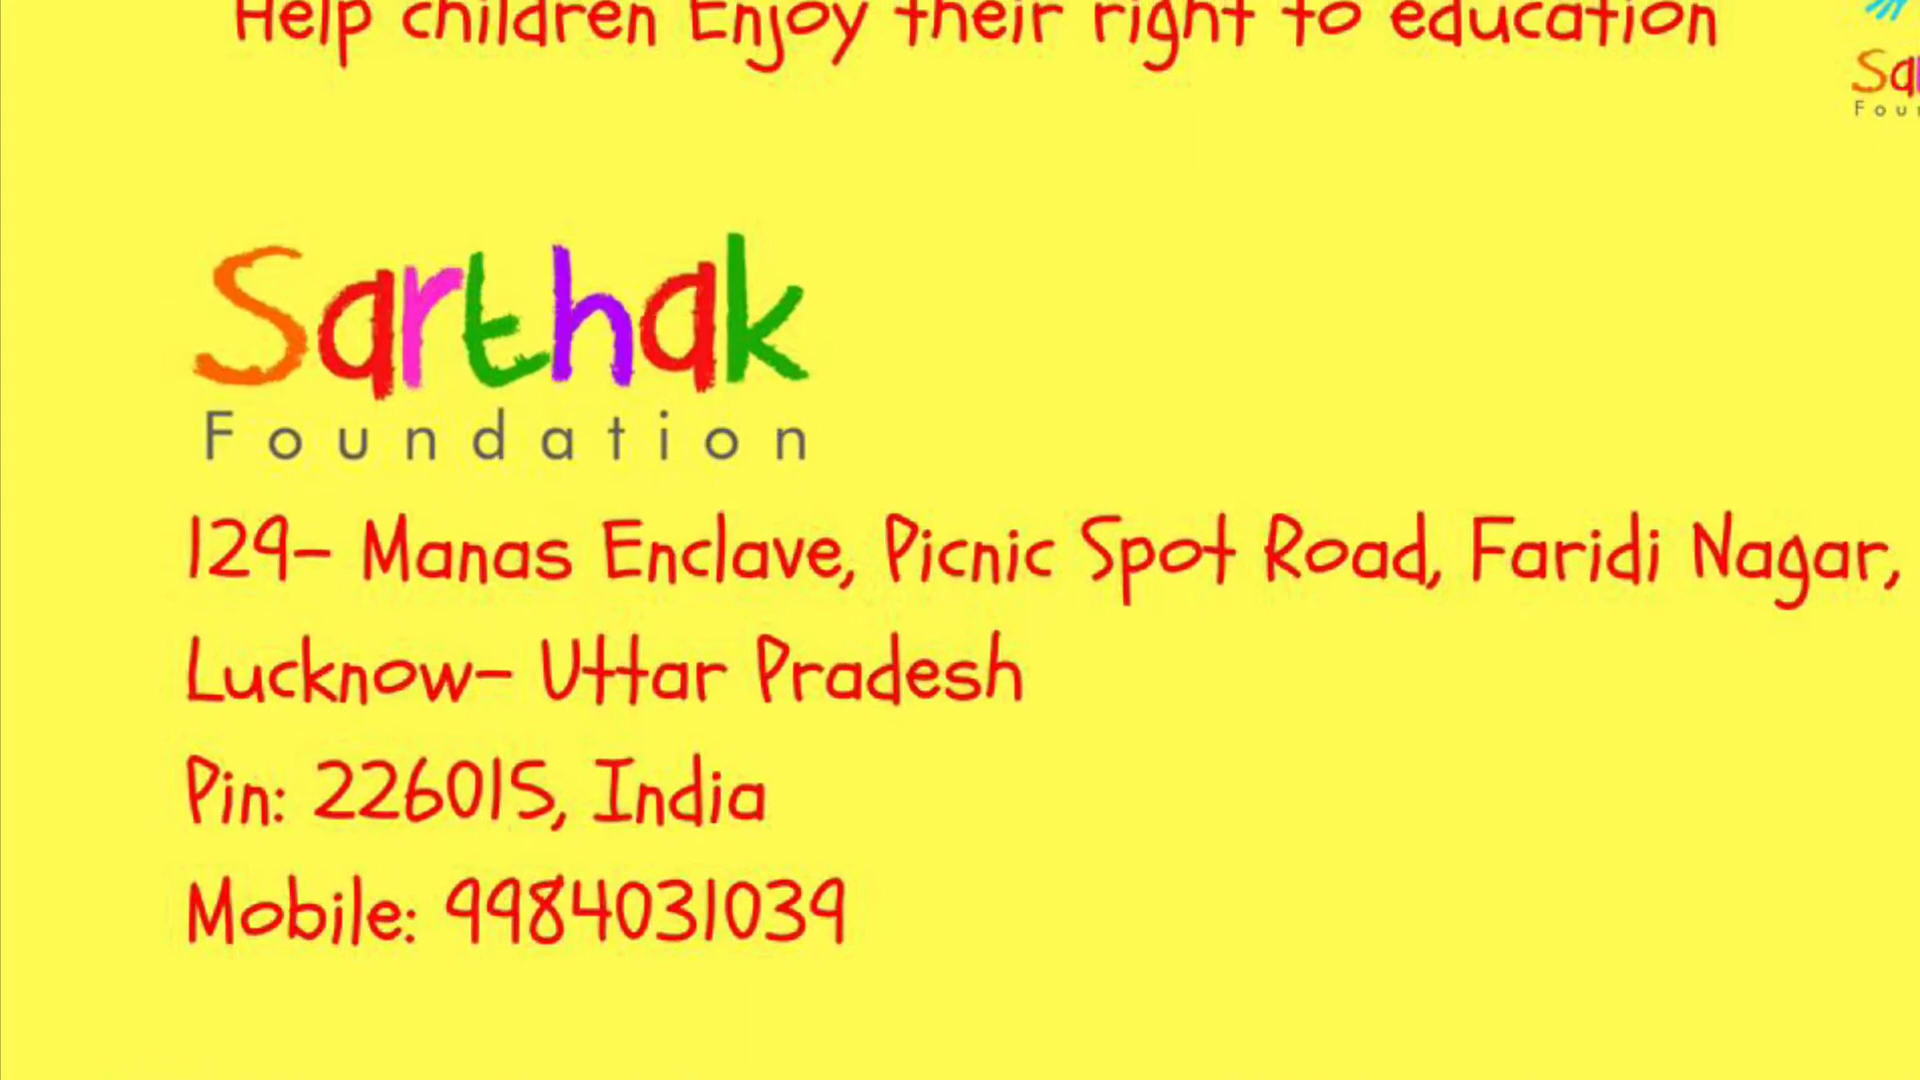 Help children Enjoy their right to education
Sarthak
Foundation
129- Manas Enclave, Picnic Spot Road, Faridi Nagar,
Lucknow- Uttar Pradesh
Pin: 226015, India
Mobile: 9984031039